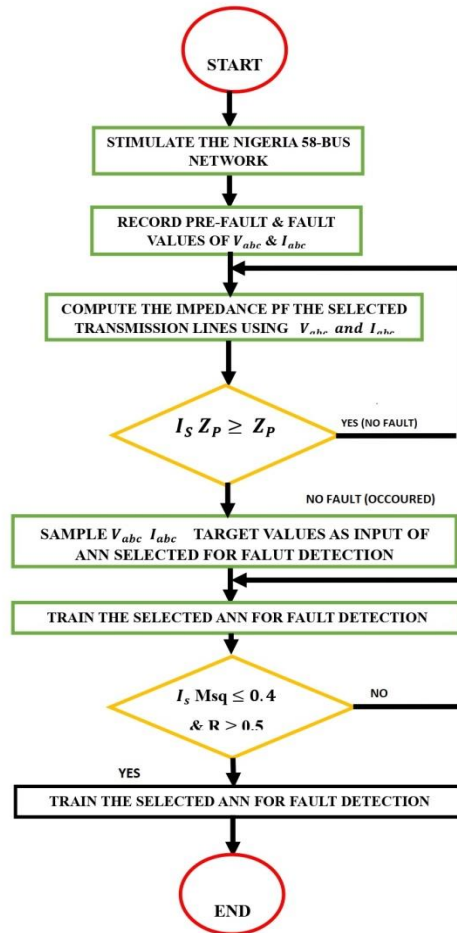 START
STIMULATE THE NIGERIA 58-BUS
NETWORK
RECORD PRE-FAULT & FAULT
VALUES OF V_abc & I_abc
COMPUTE THE IMPEDANCE PF THE SELECTED
TRANSMISSION LINES USING V_abc and I_abc
I_S Z_P ≥ Z_P
YES (NO FAULT)
NO FAULT (OCCOURED)
SAMPLE V_abc I_abc TARGET VALUES AS INPUT OF
ANN SELECTED FOR FALUT DETECTION
TRAIN THE SELECTED ANN FOR FAULT DETECTION
I_s Msq ≤ 0.4
& R > 0.5
NO
YES
TRAIN THE SELECTED ANN FOR FAULT DETECTION
END